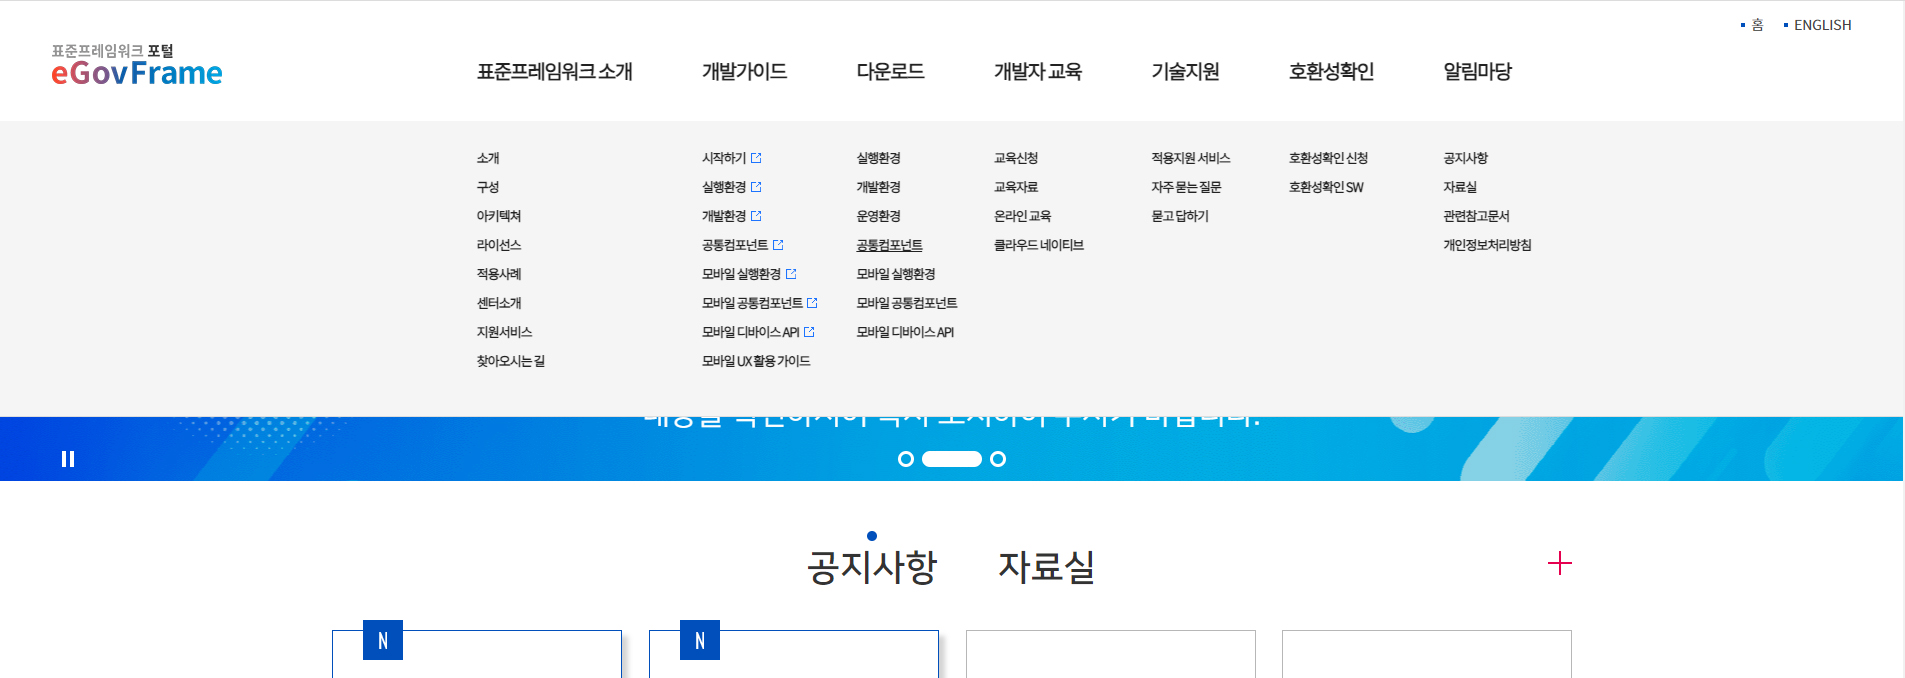 홈 ENGLISH
표준프레임워크 포털
eGovFrame
표준프레임워크 소개 개발가이드 다운로드 개발자 교육 기술지원 호환성확인 알림마당
소개 시작하기 실행환경 교육신청 적용지원 서비스 호환성확인 신청 공지사항
구성 실행환경 개발환경 교육자료 자주 묻는 질문 호환성확인 SW 자료실
아키텍쳐 개발환경 운영환경 온라인 교육 묻고 답하기 관련참고문서
라이선스 공통컴포넌트 공통컴포넌트 클라우드 네이티브 개인정보처리방침
적용사례 모바일 실행환경 모바일 실행환경
센터소개 모바일 공통컴포넌트 모바일 공통컴포넌트
지원서비스 모바일 디바이스 API 모바일 디바이스 API
찾아오시는 길 모바일 UX 활용 가이드
공지사항 자료실
N N